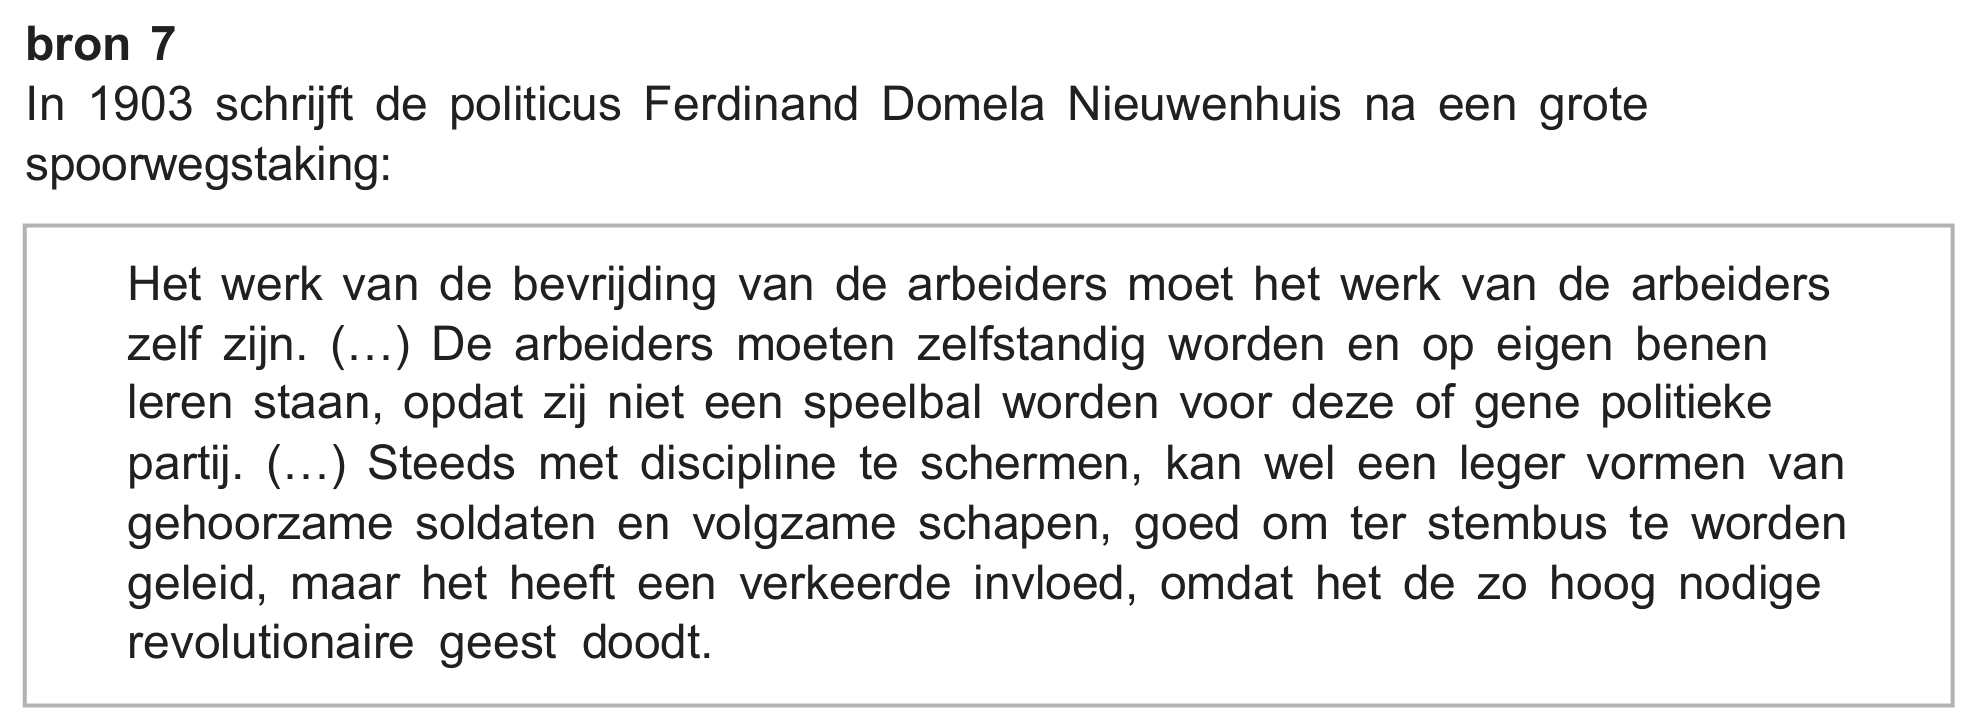 bron 7
In 1903 schrijft de politicus Ferdinand Domela Nieuwenhuis na een grote
spoorwegstaking:
Het werk van de bevrijding van de arbeiders moet het werk van de arbeiders
zelf zijn. (…) De arbeiders moeten zelfstandig worden en op eigen benen
leren staan, opdat zij niet een speelbal worden voor deze of gene politieke
partij. (…) Steeds met discipline te schermen, kan wel een leger vormen van
gehoorzame soldaten en volgzame schapen, goed om ter stembus te worden
geleid, maar het heeft een verkeerde invloed, omdat het de zo hoog nodige
revolutionaire geest doodt.